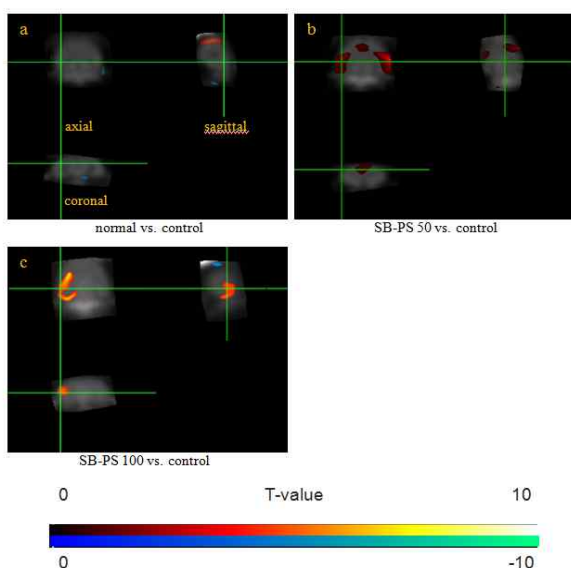 a
axial
sagittal
coronal
normal vs. control
b
SB-PS 50 vs. control
c
SB-PS 100 vs. control
0 T-value 10
0 -10